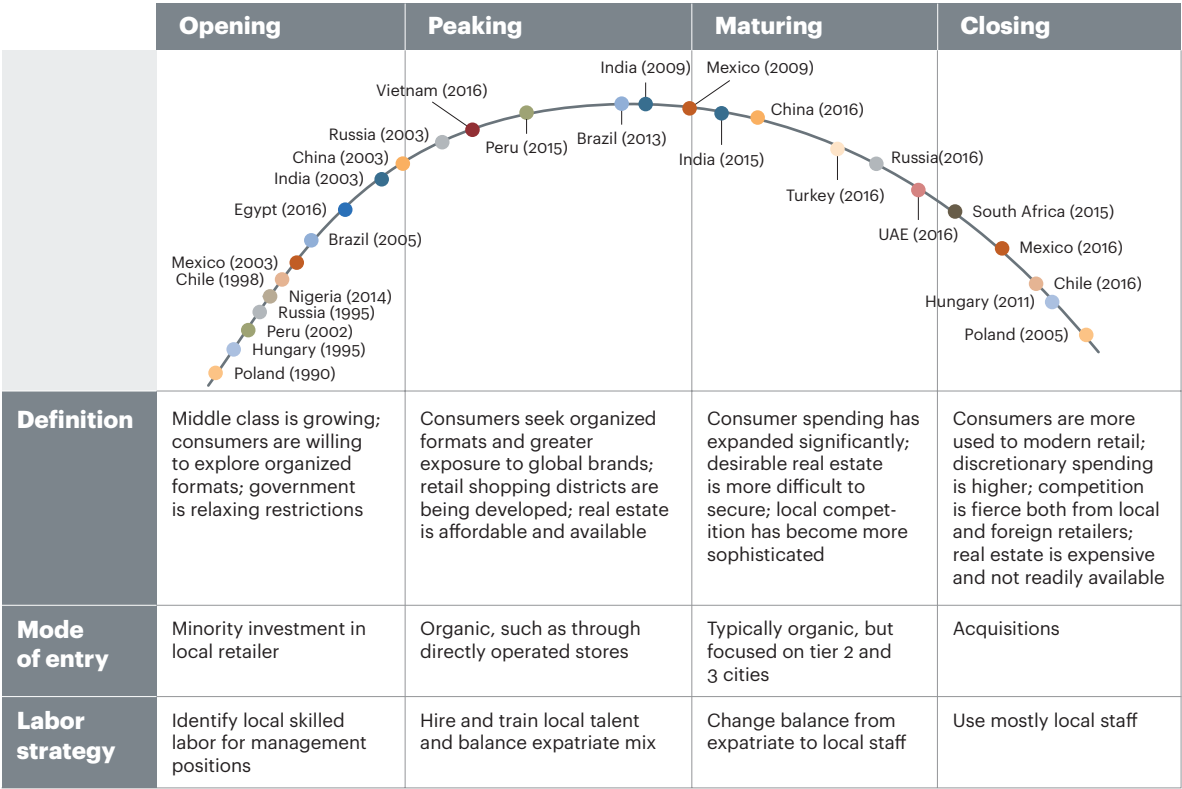 Opening
Peaking
Maturing
Closing
India (2009)
Mexico (2009)
Vietnam (2016)
China (2016)
Russia (2003)
Peru (2015)
Brazil (2013)
China (2003)
India (2015)
Russia(2016)
India (2003)
Turkey (2016)
Egypt (2016)
South Africa (2015)
Brazil (2005)
UAE (2016)
Mexico (2003)
Mexico (2016)
Chile (1998)
Chile (2016)
Nigeria (2014)
Hungary (2011)
Russia (1995)
Peru (2002)
Poland (2005)
Hungary (1995)
Poland (1990)
Definition
Middle class is growing;
consumers are willing
to explore organized
formats; government
is relaxing restrictions
Consumers seek organized
formats and greater
exposure to global brands;
retail shopping districts are
being developed; real estate
is affordable and available
Consumer spending has
expanded significantly;
desirable real estate
is more difficult to
secure; local compet-
ition has become more
sophisticated
Consumers are more
used to modern retail;
discretionary spending
is higher; competition
is fierce both from local
and foreign retailers;
real estate is expensive
and not readily available
Mode
of entry
Minority investment in
local retailer
Organic, such as through
directly operated stores
Typically organic, but
focused on tier 2 and
3 cities
Acquisitions
Labor
strategy
Identify local skilled
labor for management
positions
Hire and train local talent
and balance expatriate mix
Change balance from
expatriate to local staff
Use mostly local staff